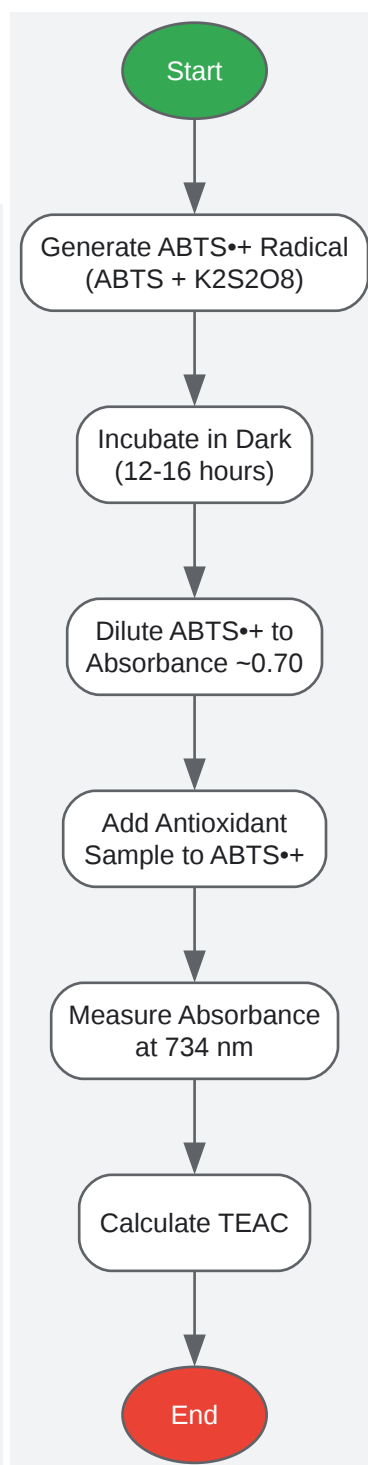 Start
Generate ABTS•+ Radical
(ABTS + K2S2O8)
Incubate in Dark
(12-16 hours)
Dilute ABTS•+ to
Absorbance ~0.70
Add Antioxidant
Sample to ABTS•+
Measure Absorbance
at 734 nm
Calculate TEAC
End